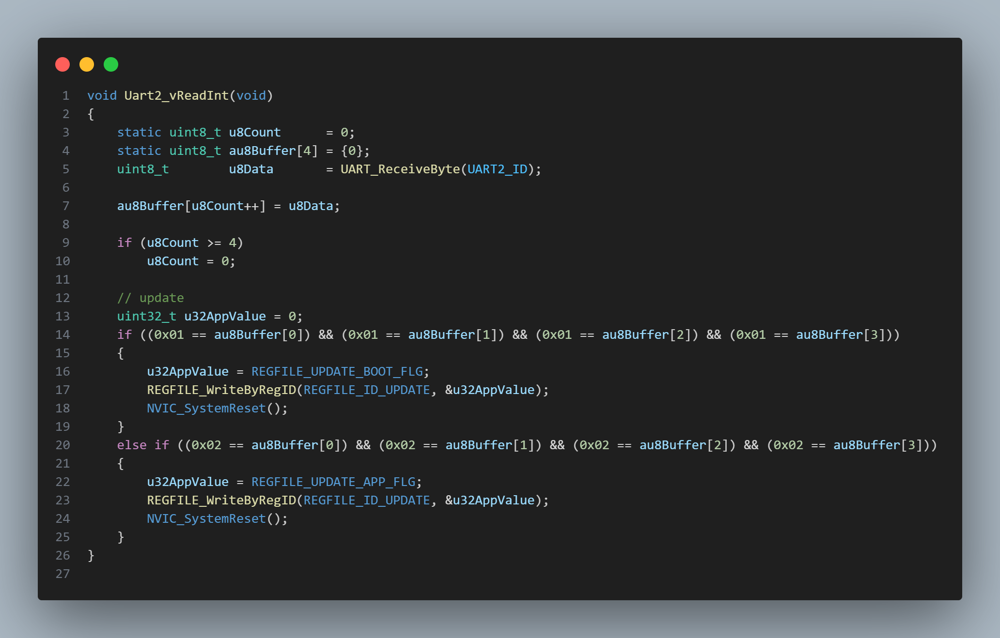 1 void Uart2_vReadInt(void)
2 {
3     static uint8_t u8Count      = 0;
4     static uint8_t au8Buffer[4] = {0};
5     uint8_t        u8Data       = UART_ReceiveByte(UART2_ID);
6
7     au8Buffer[u8Count++] = u8Data;
8
9     if (u8Count >= 4)
10         u8Count = 0;
11
12     // update
13     uint32_t u32AppValue = 0;
14     if ((0x01 == au8Buffer[0]) && (0x01 == au8Buffer[1]) && (0x01 == au8Buffer[2]) && (0x01 == au8Buffer[3]))
15     {
16         u32AppValue = REGFILE_UPDATE_BOOT_FLG;
17         REGFILE_WriteByRegID(REGFILE_ID_UPDATE, &u32AppValue);
18         NVIC_SystemReset();
19     }
20     else if ((0x02 == au8Buffer[0]) && (0x02 == au8Buffer[1]) && (0x02 == au8Buffer[2]) && (0x02 == au8Buffer[3]))
21     {
22         u32AppValue = REGFILE_UPDATE_APP_FLG;
23         REGFILE_WriteByRegID(REGFILE_ID_UPDATE, &u32AppValue);
24         NVIC_SystemReset();
25     }
26 }
27